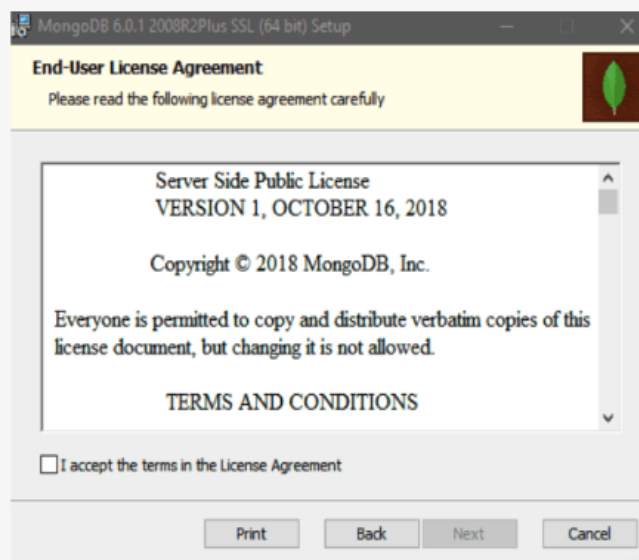 MongoDB 6.0.1 2008R2Plus SSL (64 bit) Setup
End-User License Agreement
Please read the following license agreement carefully
Server Side Public License
VERSION 1, OCTOBER 16, 2018
Copyright © 2018 MongoDB, Inc.
Everyone is permitted to copy and distribute verbatim copies of this
license document, but changing it is not allowed.
TERMS AND CONDITIONS
I accept the terms in the License Agreement
Print Back Next Cancel